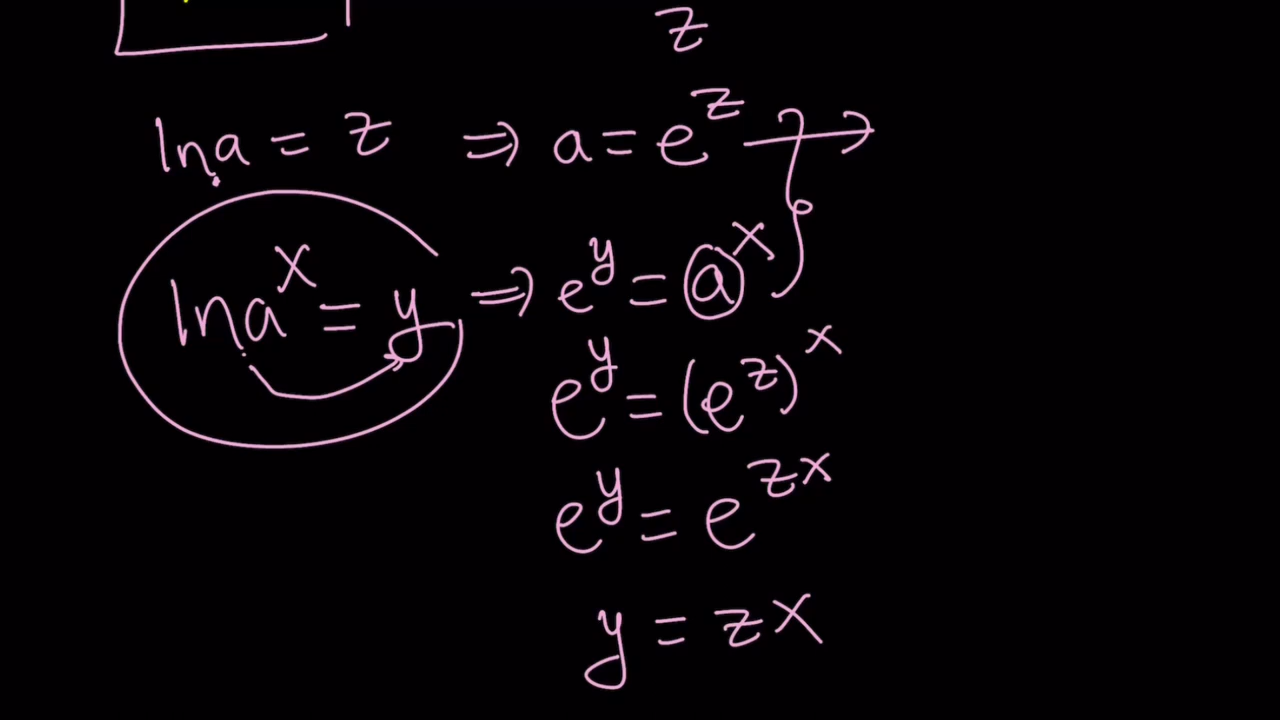 z
ln a = z ⇒ a = e^z →
ln a^x = y ⇒ e^y = a^x
e^y = (e^z)^x
e^y = e^{zx}
y = zx